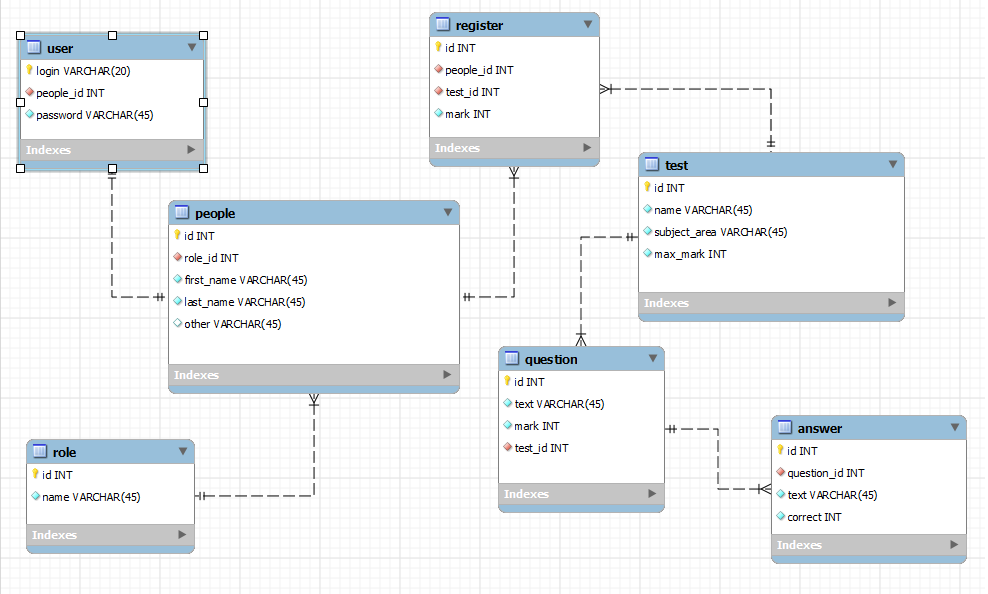 user
login VARCHAR(20)
people_id INT
password VARCHAR(45)
Indexes
register
id INT
people_id INT
test_id INT
mark INT
Indexes
people
id INT
role_id INT
first_name VARCHAR(45)
last_name VARCHAR(45)
other VARCHAR(45)
Indexes
test
id INT
name VARCHAR(45)
subject_area VARCHAR(45)
max_mark INT
Indexes
role
id INT
name VARCHAR(45)
Indexes
question
id INT
text VARCHAR(45)
mark INT
test_id INT
Indexes
answer
id INT
question_id INT
text VARCHAR(45)
correct INT
Indexes